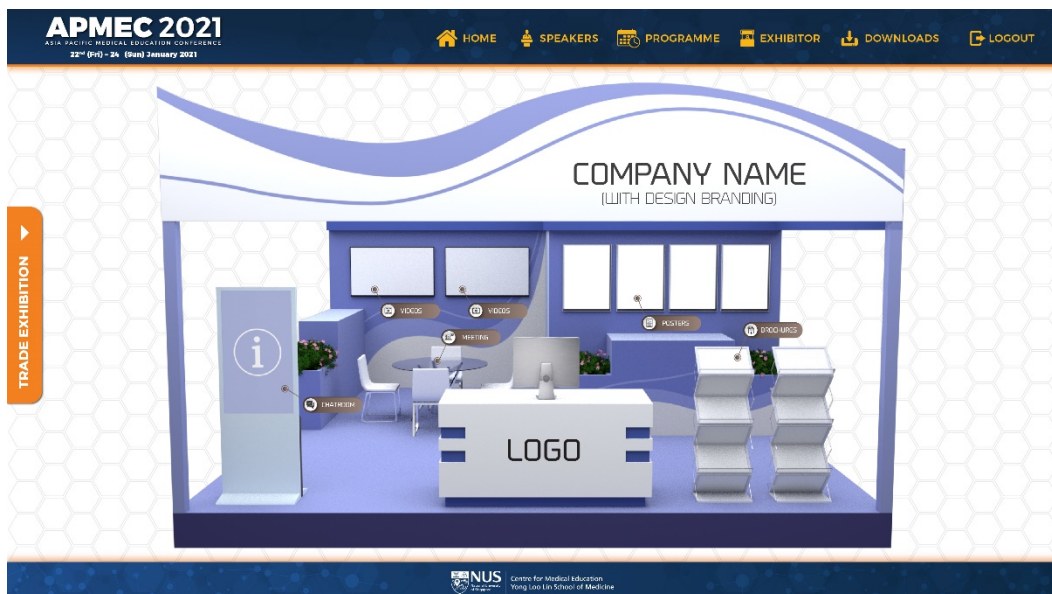 APMEC 2021
ASIA PACIFIC MEDICAL EDUCATION CONFERENCE
22nd (Fri) - 24 (Sun) January 2021
HOME
SPEAKERS
PROGRAMME
EXHIBITOR
DOWNLOADS
LOGOUT
COMPANY NAME
(WITH DESIGN BRANDING)
TRADE EXHIBITION
VIDEOS
VIDEOS
POSTERS
BROCHURES
MEETING
i
CHATROOM
LOGO
NUS
Centre for Medical Education
Yong Loo Lin School of Medicine